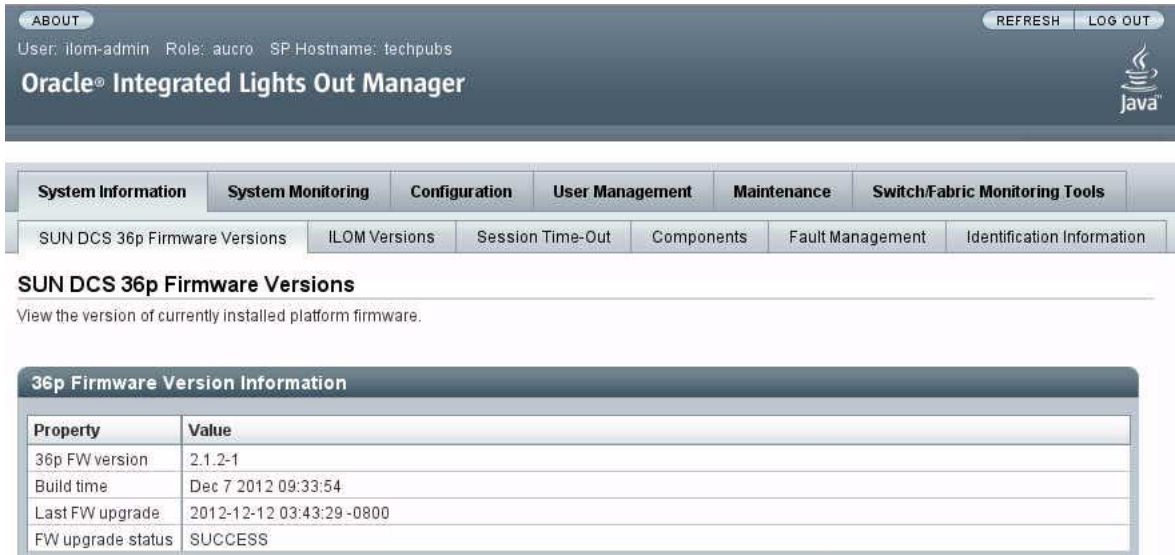 ABOUT REFRESH LOG OUT
User: ilom-admin Role: aucro SP Hostname: techpubs
Oracle® Integrated Lights Out Manager
Java™
System Information System Monitoring Configuration User Management Maintenance Switch/Fabric Monitoring Tools
SUN DCS 36p Firmware Versions ILOM Versions Session Time-Out Components Fault Management Identification Information
SUN DCS 36p Firmware Versions
View the version of currently installed platform firmware.
36p Firmware Version Information
Property Value
36p FW version 2.1.2-1
Build time Dec 7 2012 09:33:54
Last FW upgrade 2012-12-12 03:43:29 -0800
FW upgrade status SUCCESS